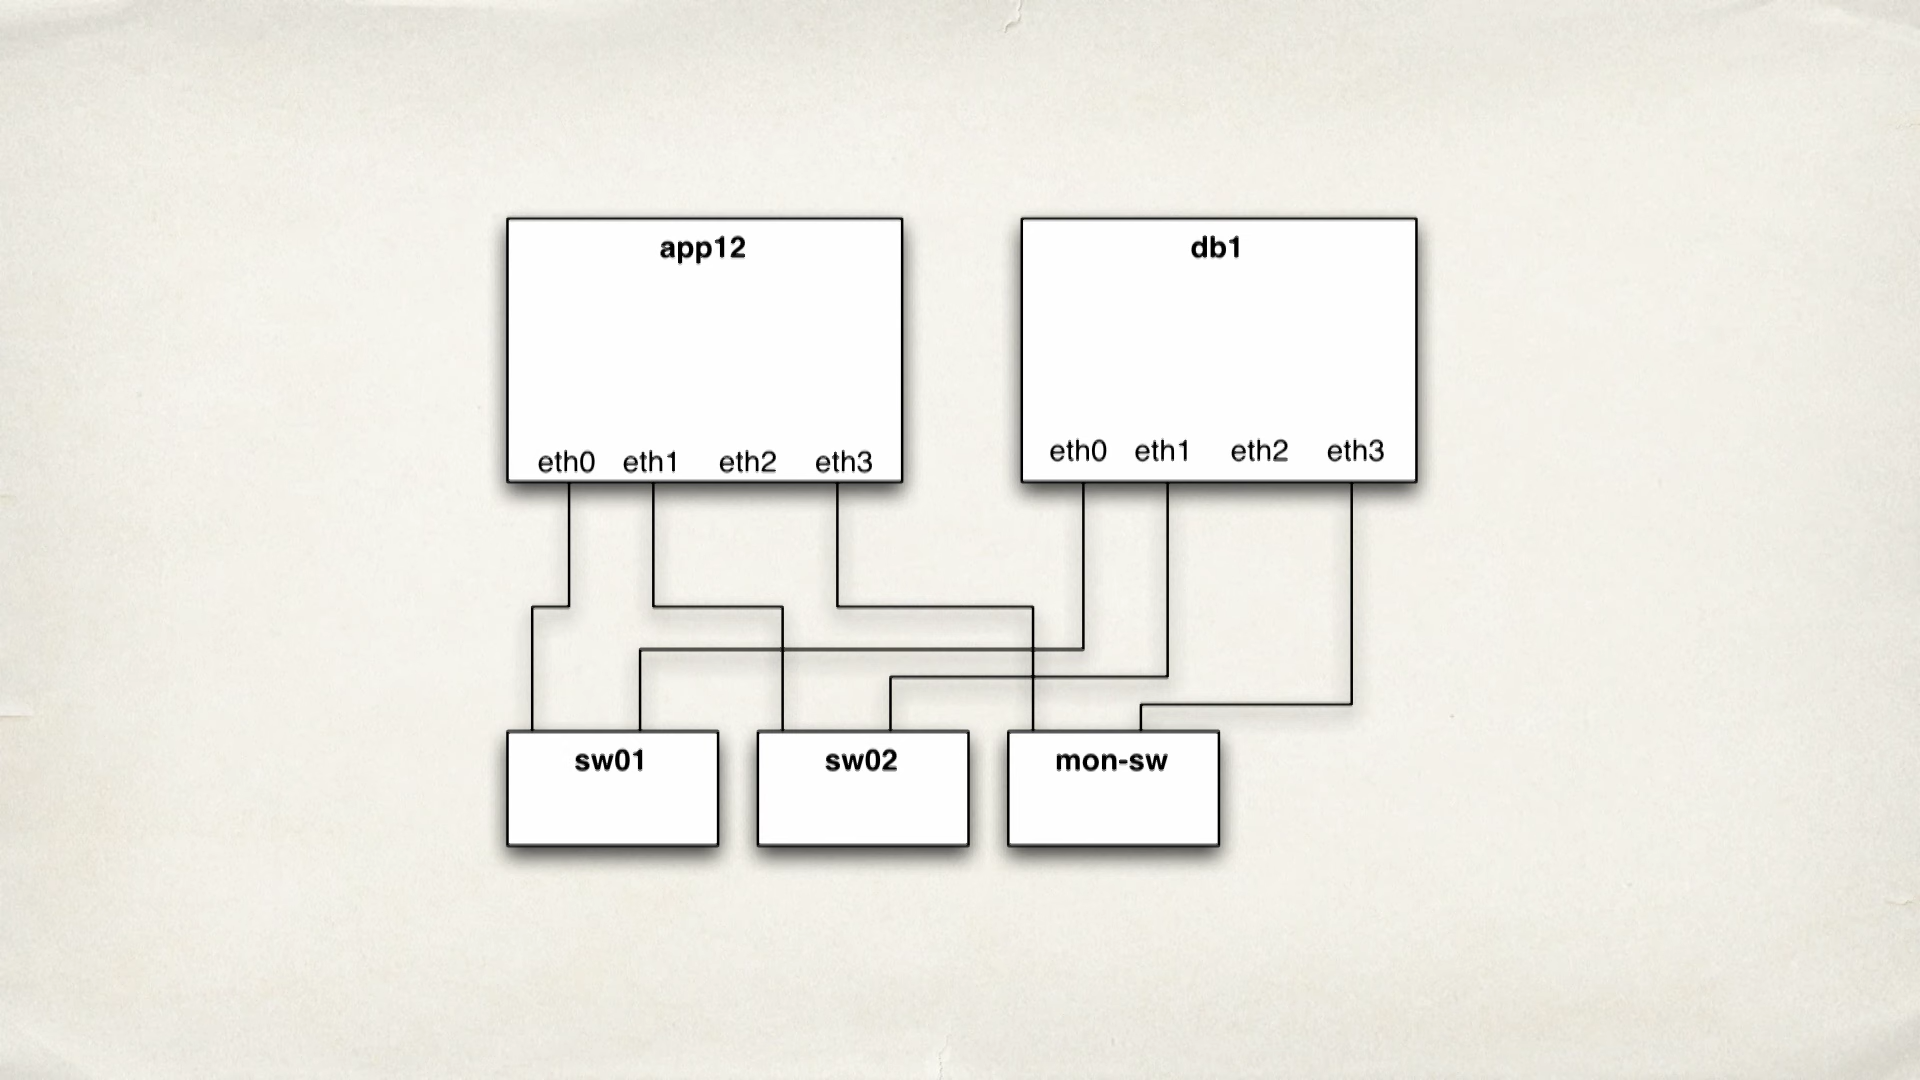 app12
db1
eth0 eth1 eth2 eth3
eth0 eth1 eth2 eth3
sw01
sw02
mon-sw